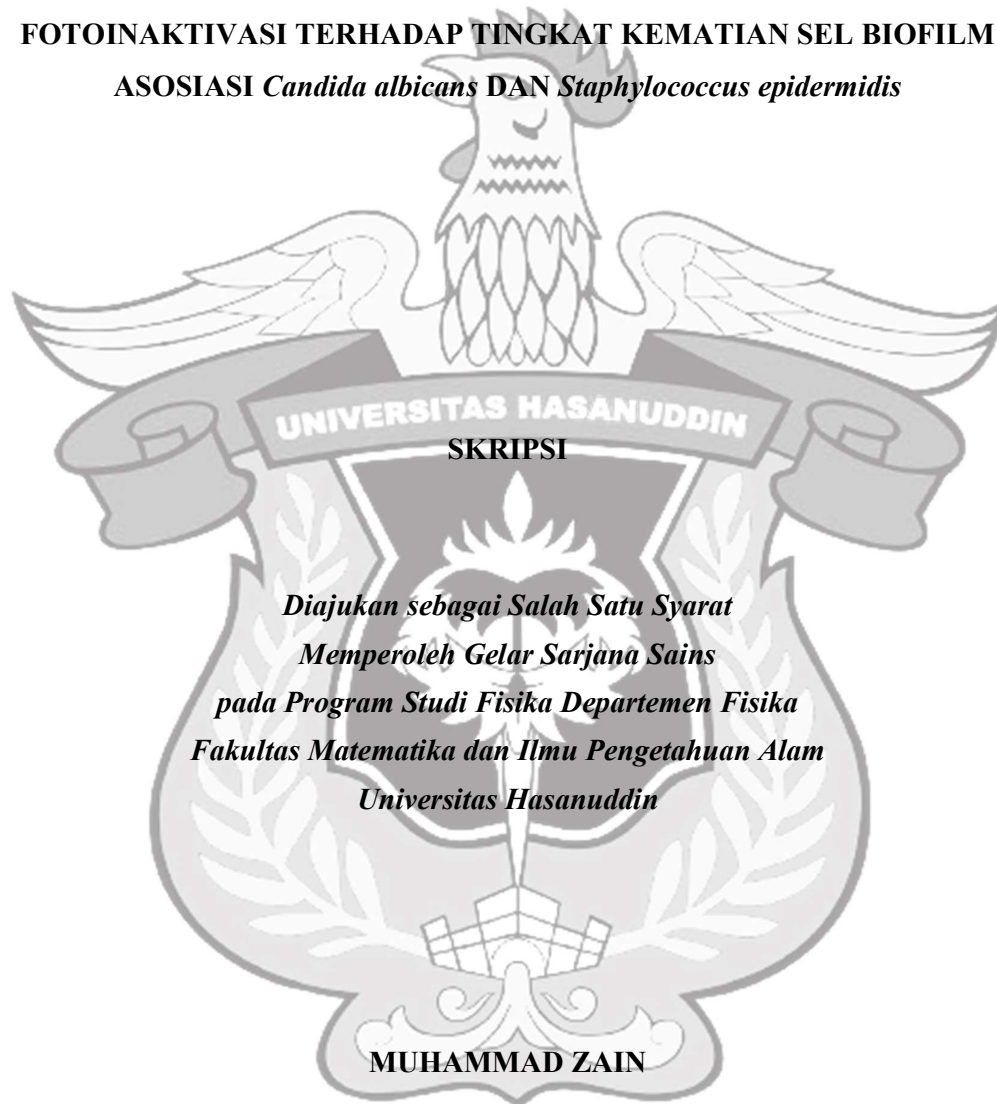 FOTOINAKTIVASI TERHADAP TINGKAT KEMATIAN SEL BIOFILM
ASOSIASI Candida albicans DAN Staphylococcus epidermidis
UNIVERSITAS HASANUDDIN
SKRIPSI
Diajukan sebagai Salah Satu Syarat
Memperoleh Gelar Sarjana Sains
pada Program Studi Fisika Departemen Fisika
Fakultas Matematika dan Ilmu Pengetahuan Alam
Universitas Hasanuddin
MUHAMMAD ZAIN